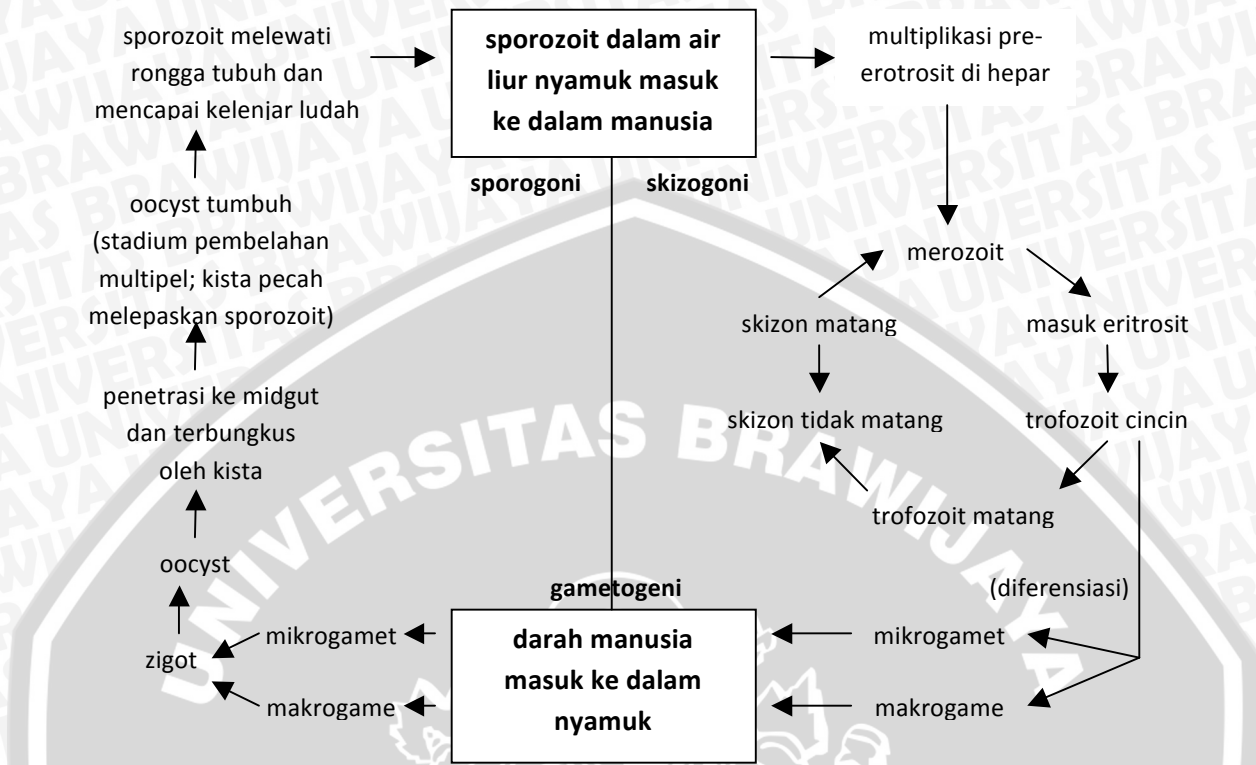 sporozoit melewati
rongga tubuh dan
mencapai kelenjar ludah
sporozoit dalam air
liur nyamuk masuk
ke dalam manusia
multiplikasi pre-
erotrosit di hepar
sporogoni
skizogoni
oocyst tumbuh
(stadium pembelahan
multipel; kista pecah
melepaskan sporozoit)
merozoit
skizon matang
masuk eritrosit
penetrasi ke midgut
dan terbungkus
oleh kista
skizon tidak matang
trofozoit cincin
trofozoit matang
oocyst
gametogeni
(diferensiasi)
zigot
mikrogamet
makrogame
darah manusia
masuk ke dalam
nyamuk
mikrogamet
makrogame
UNIVERSITAS BRAWIJAYA